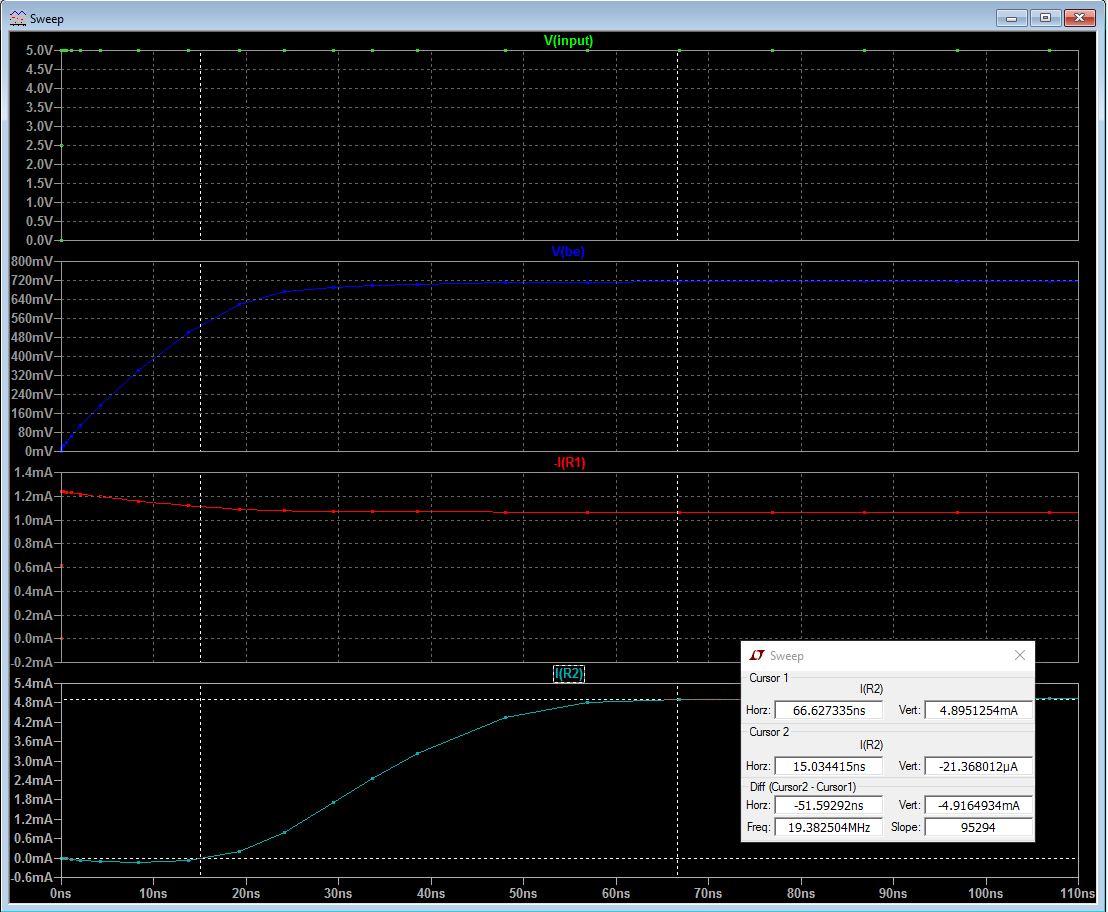 Sweep
V(input)
5.0V
4.5V
4.0V
3.5V
3.0V
2.5V
2.0V
1.5V
1.0V
0.5V
0.0V
V(be)
800mV
720mV
640mV
560mV
480mV
400mV
320mV
240mV
160mV
80mV
0mV
-I(R1)
1.4mA
1.2mA
1.0mA
0.8mA
0.6mA
0.4mA
0.2mA
0.0mA
-0.2mA
I(R2)
5.4mA
4.8mA
4.2mA
3.6mA
3.0mA
2.4mA
1.8mA
1.2mA
0.6mA
0.0mA
-0.6mA
0ns 10ns 20ns 30ns 40ns 50ns 60ns 70ns 80ns 90ns 100ns 110ns
Sweep
Cursor 1
I(R2)
Horz: 66.627335ns Vert: 4.8951254mA
Cursor 2
I(R2)
Horz: 15.034415ns Vert: -21.368012µA
Diff (Cursor2 - Cursor1)
Horz: -51.59292ns Vert: -4.9164934mA
Freq: 19.382504MHz Slope: 95294